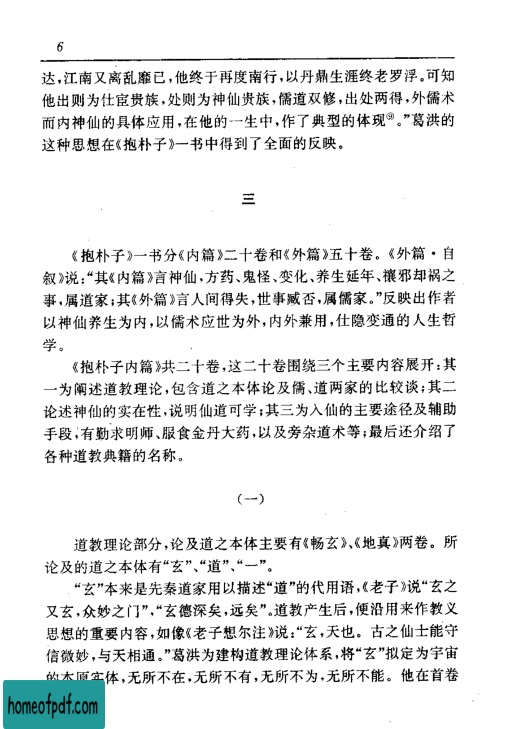 6
达,江南又离乱靡已,他终于再度南行,以丹鼎生涯终老罗浮。可知
他出则为仕宦贵族,处则为神仙贵族,儒道双修,出处两得,外儒术
而内神仙的具体应用,在他的一生中,作了典型的体现⑲。”葛洪的
这种思想在《抱朴子》一书中得到了全面的反映。
三
《抱朴子》一书分《内篇》二十卷和《外篇》五十卷。《外篇·自
叙》说:“其《内篇》言神仙、方药、鬼怪、变化、养生延年、禳邪却祸之
事,属道家;其《外篇》言人间得失,世事臧否,属儒家。”反映出作者
以神仙养生为内,以儒术应世为外,内外兼用,仕隐变通的人生哲
学。
《抱朴子内篇》共二十卷,这二十卷围绕三个主要内容展开:其
一为阐述道教理论,包含道之本体论及儒、道两家的比较谈;其二
论述神仙的实在性,说明仙道可学;其三为入仙的主要途径及辅助
手段,有勤求明师、服食金丹大药,以及旁杂道术等;最后还介绍了
各种道教典籍的名称。
(一)
道教理论部分,论及道之本体主要有《畅玄》、《地真》两卷。所
论及的道之本体有“玄”、“道”、“一”。
“玄”本来是先秦道家用以描述“道”的代用语,《老子》说“玄之
又玄,众妙之门”,“玄德深矣,远矣”。道教产生后,便沿用来作教义
思想的重要内容,如像《老子想尔注》说:“玄,天也。古之仙士能守
信微妙,与天相通。”葛洪为建构道教理论体系,将“玄”拟定为宇宙
的本原实体,无所不在,无所不有,无所不为,无所不能。他在首卷
homeofpdf.com